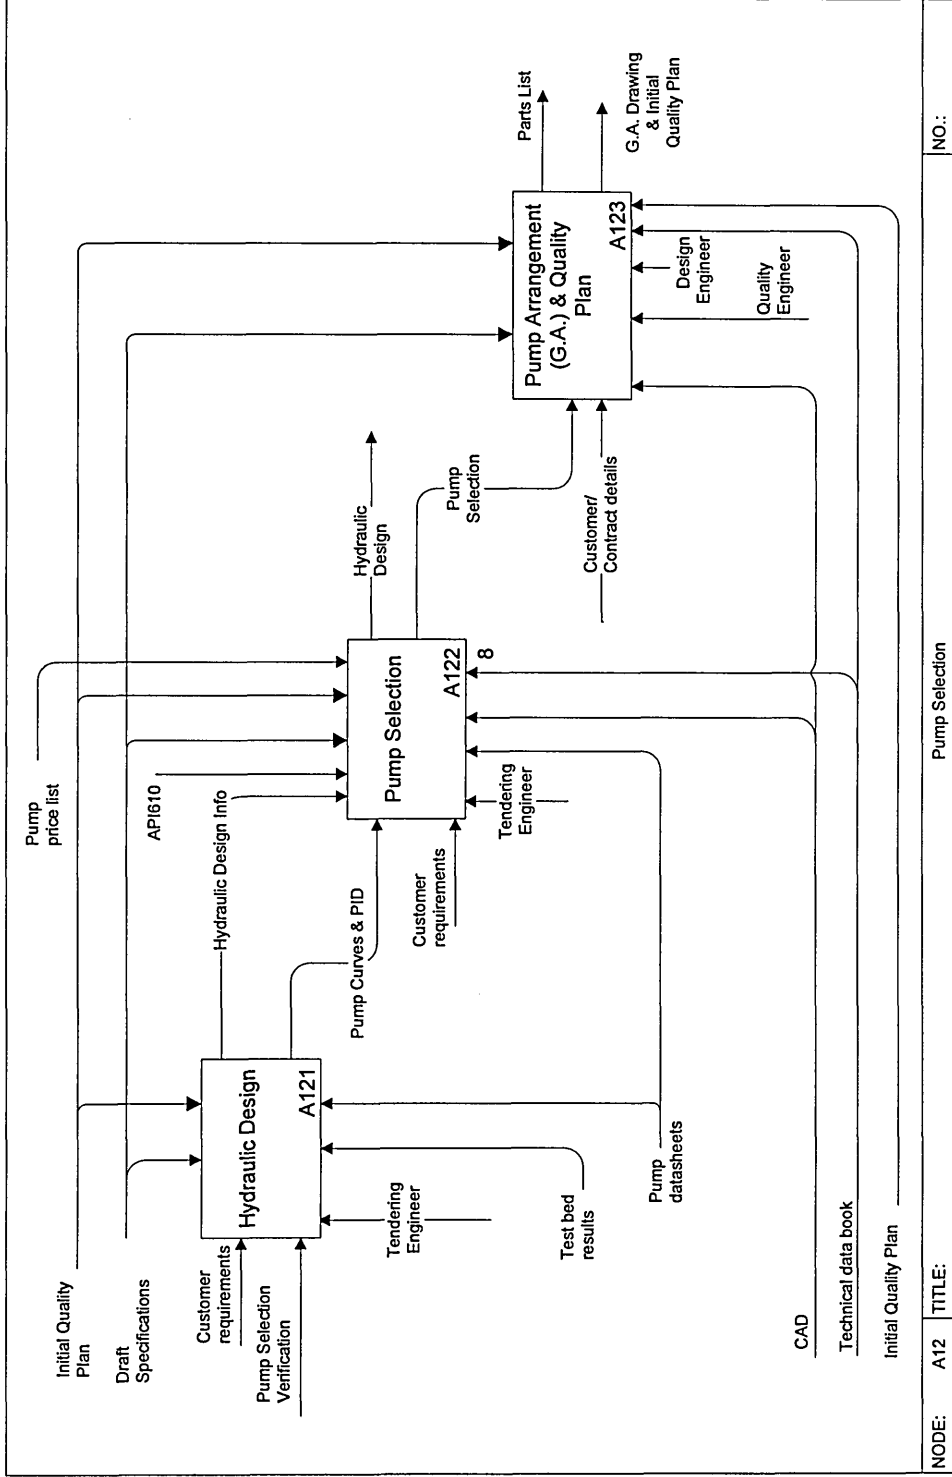 Pump
price list
Initial Quality
Plan
Draft
Specifications
API610
Hydraulic Design Info
Customer
requirements
Pump Selection
Verification
Hydraulic Design
A121
Tendering
Engineer
Test bed
results
Pump
datasheets
Pump Curves & PID
Customer
requirements
Pump Selection
A122
8
Tendering
Engineer
Hydraulic
Design
Pump
Selection
Customer/
Contract details
Pump Arrangement
(G.A.) & Quality
Plan
A123
Design
Engineer
Quality
Engineer
Parts List
G.A. Drawing
& Initial
Quality Plan
CAD
Technical data book
Initial Quality Plan
NODE: A12 TITLE: Pump Selection NO.: